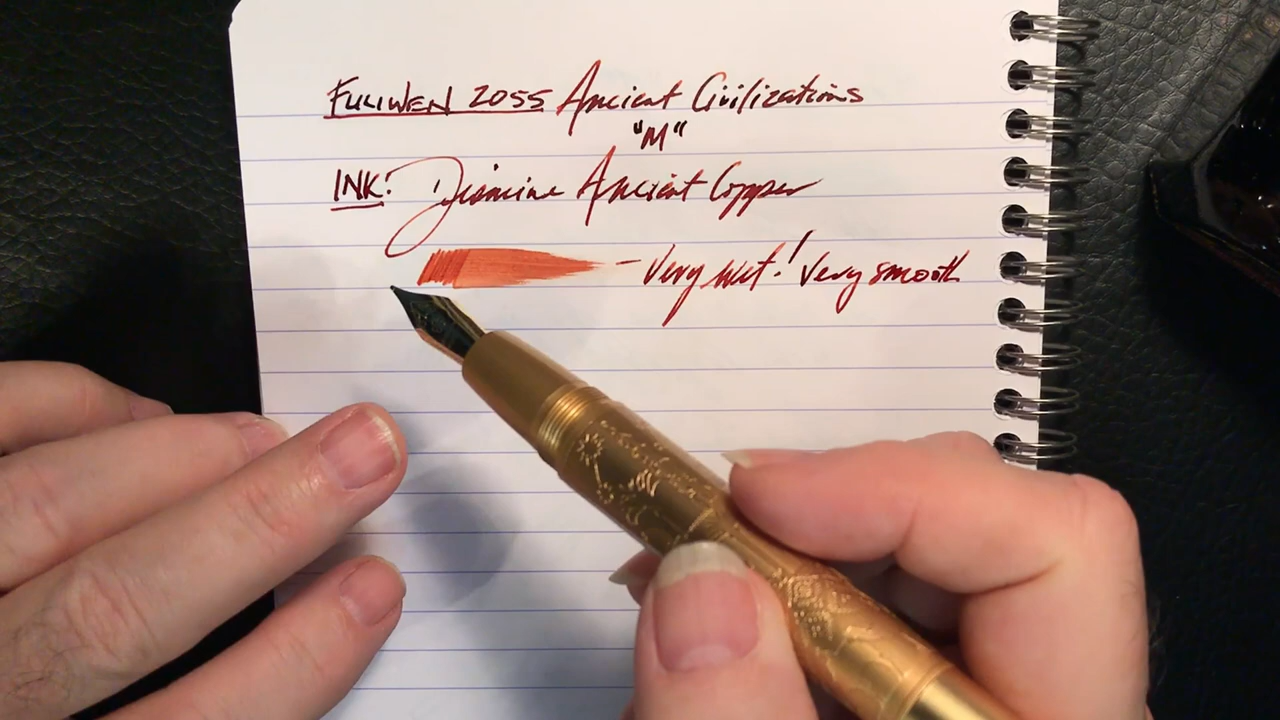 FULIWEN 2055 Ancient Civilizations
"M"
INK: Diamine Ancient Copper
— Very wet! Very smooth